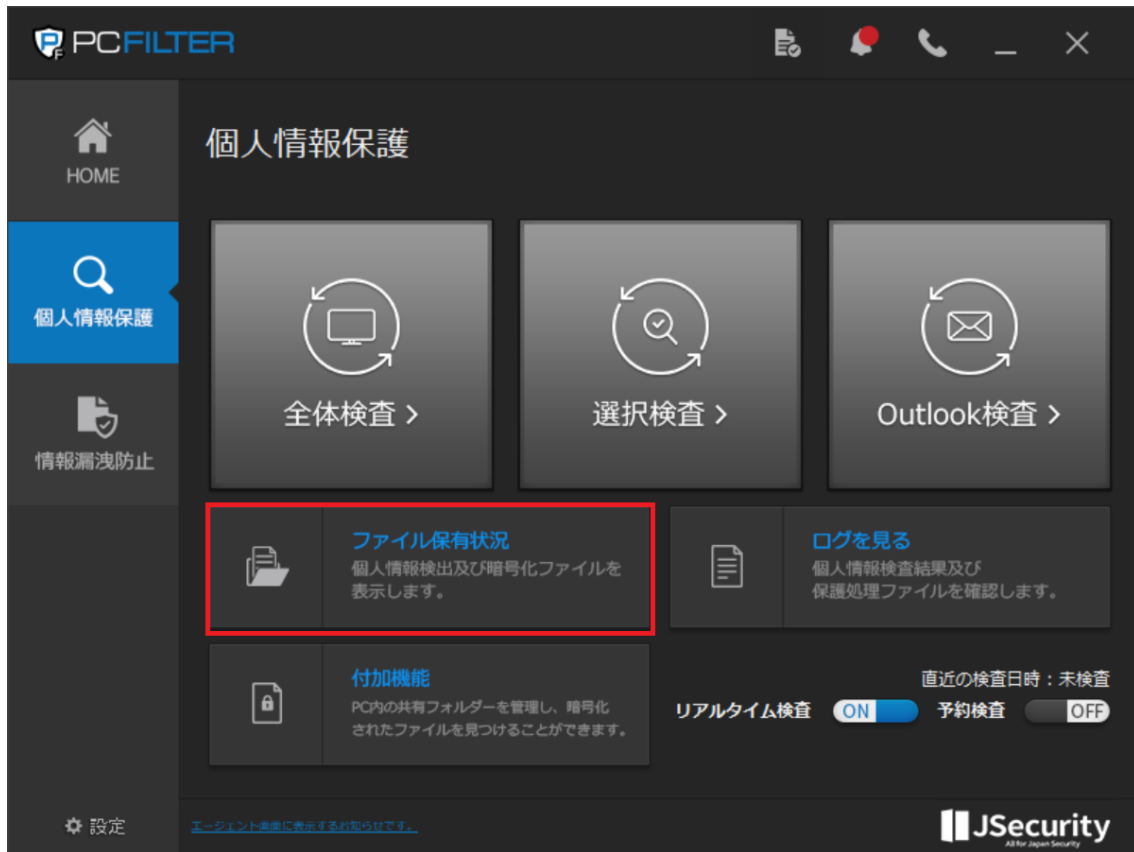 PCFILTER
HOME
個人情報保護
情報漏洩防止
設定
個人情報保護
全体検査 >
選択検査 >
Outlook検査 >
ファイル保有状況
個人情報検出及び暗号化ファイルを
表示します。
ログを見る
個人情報検査結果及び
保護処理ファイルを確認します。
付加機能
PC内の共有フォルダーを管理し、暗号化
されたファイルを見つけることができます。
直近の検査日時：未検査
リアルタイム検査 ON 予約検査 OFF
エージェント画面に表示するお知らせです。
JSecurity
All for Japan Security